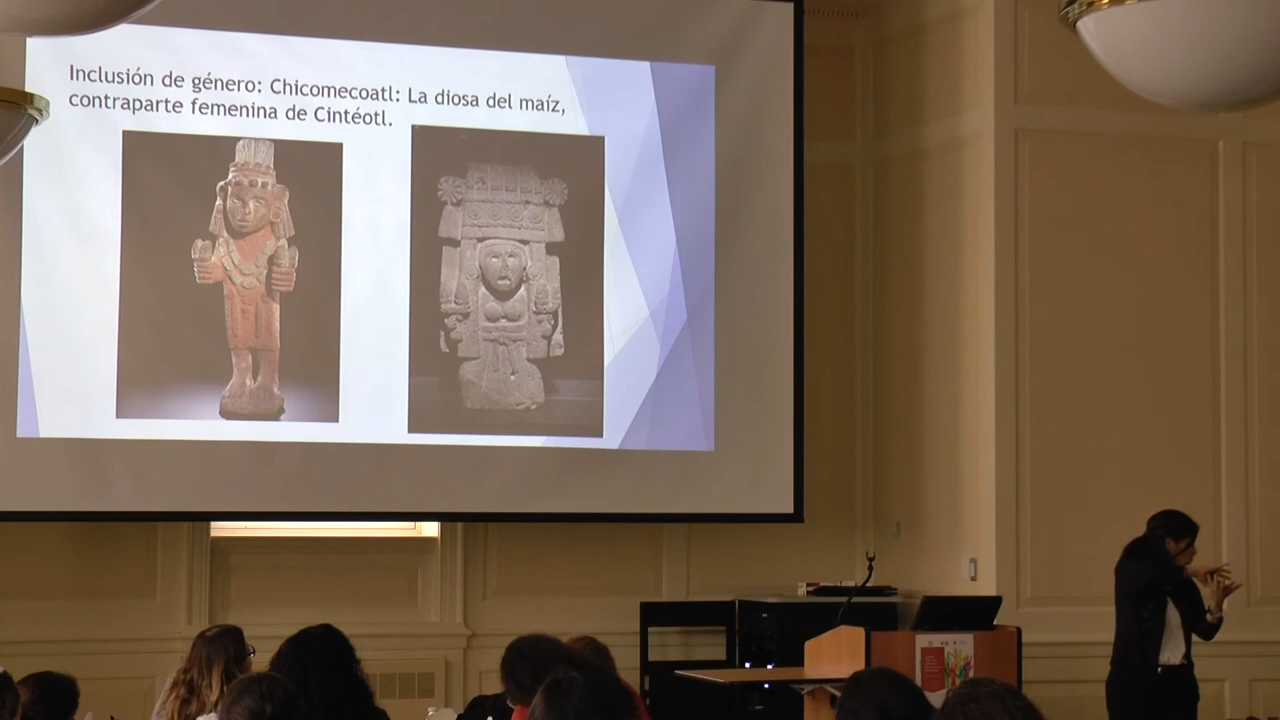 Inclusión de género: Chicomecoatl: La diosa del maíz,
contraparte femenina de Cintéotl.